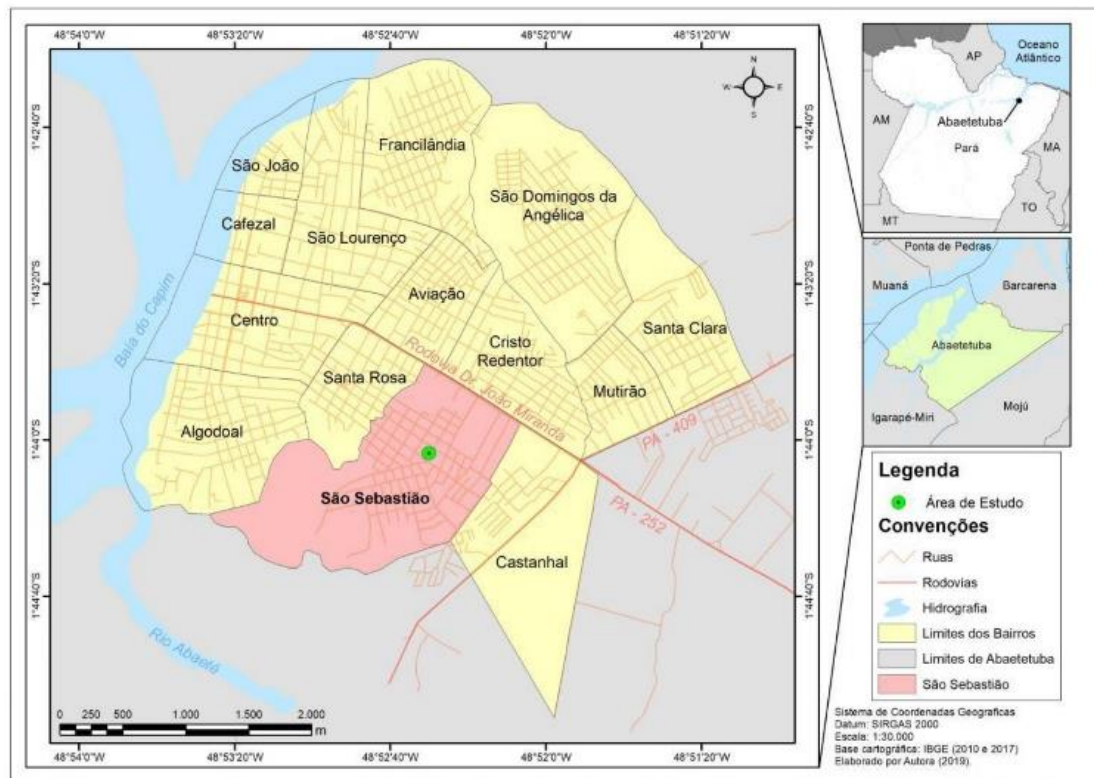 48°54'0"W
48°53'20"W
48°52'40"W
48°52'0"W
48°51'20"W
1°42'40"S
1°43'20"S
1°44'0"S
1°44'40"S
N
W
E
S
Francilândia
São João
São Domingos da
Angélica
Cafezal
São Lourenço
Aviação
Centro
Santa Clara
Cristo
Redentor
Santa Rosa
Mutirão
Algodoal
São Sebastião
Castanhal
Baía do Capim
Rodovia Dr. João Miranda
PA - 409
PA - 252
Rio Abaeté
0 250 500 1.000 1.500 2.000
m
48°54'0"W
48°53'20"W
48°52'40"W
48°52'0"W
48°51'20"W
1°42'40"S
1°43'20"S
1°44'0"S
1°44'40"S
Oceano
Atlântico
AP
AM
Abaetetuba
Pará
MA
TO
MT
Ponta de Pedras
Muaná
Barcarena
Abaetetuba
Igarapé-Miri
Mojú
Legenda
Área de Estudo
Convenções
Ruas
Rodovias
Hidrografia
Limites dos Bairros
Limites de Abaetetuba
São Sebastião
Sistema de Coordenadas Geograficas
Datum: SIRGAS 2000
Escala: 1:30.000
Base cartográfica: IBGE (2010 e 2017)
Elaborado por Autora (2019).